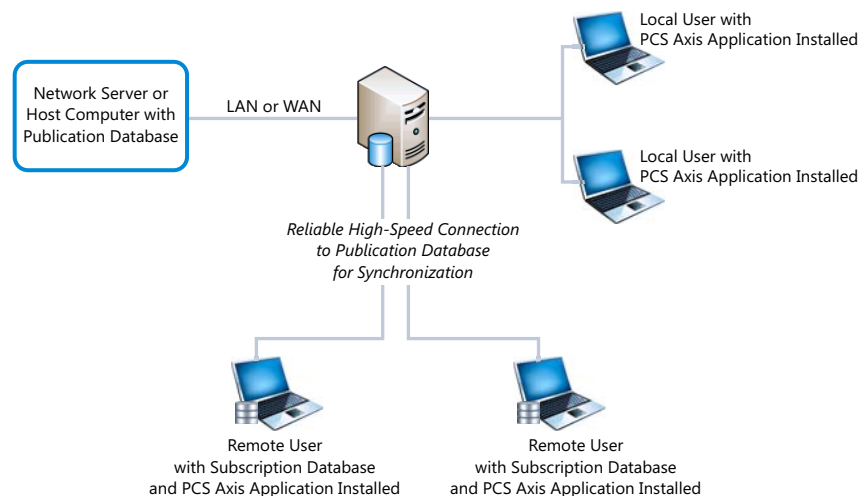 Local User with
PCS Axis Application Installed
Network Server or
Host Computer with
Publication Database
LAN or WAN
Local User with
PCS Axis Application Installed
Reliable High-Speed Connection
to Publication Database
for Synchronization
Remote User
with Subscription Database
and PCS Axis Application Installed
Remote User
with Subscription Database
and PCS Axis Application Installed